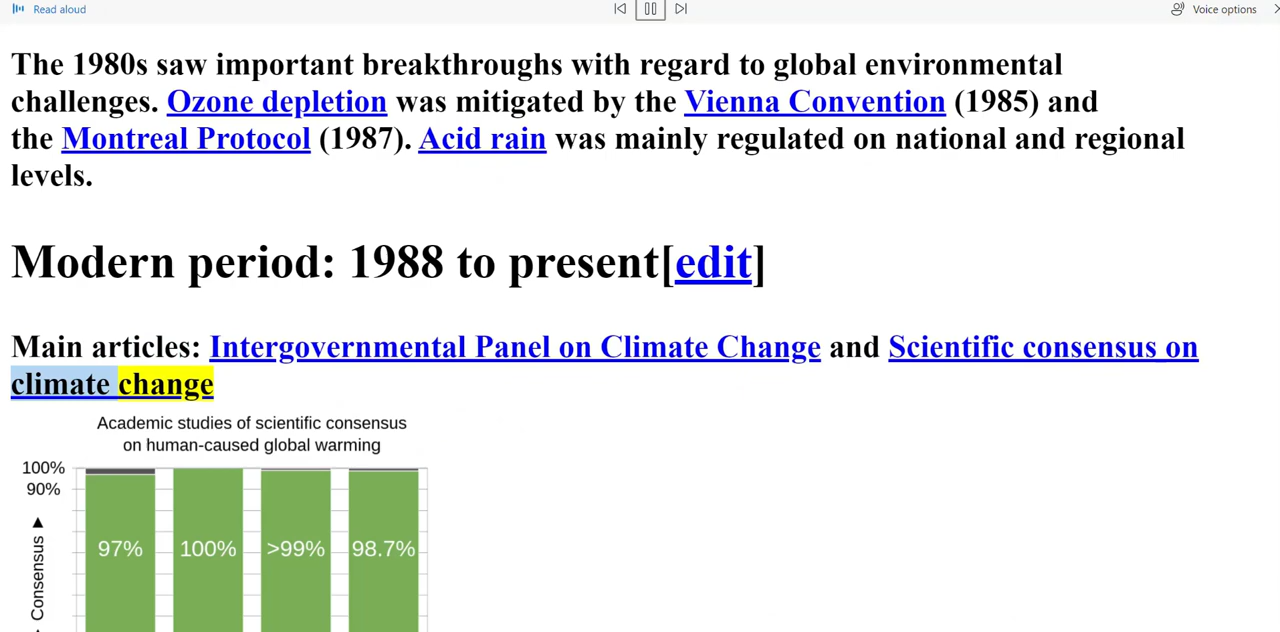 Read aloud
Voice options
The 1980s saw important breakthroughs with regard to global environmental
challenges. Ozone depletion was mitigated by the Vienna Convention (1985) and
the Montreal Protocol (1987). Acid rain was mainly regulated on national and regional
levels.
Modern period: 1988 to present[edit]
Main articles: Intergovernmental Panel on Climate Change and Scientific consensus on
climate change
Academic studies of scientific consensus
on human-caused global warming
100%
90%
97% 100% >99% 98.7%
Consensus ►